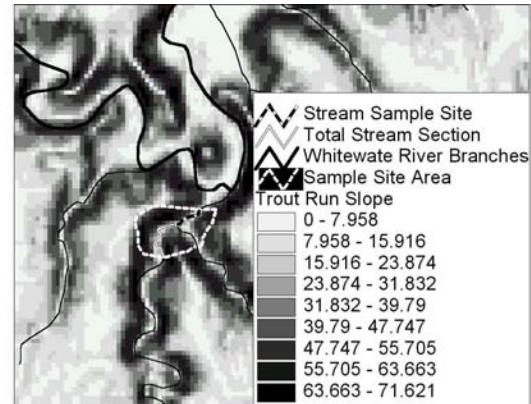 Stream Sample Site
Total Stream Section
Whitewate River Branches
Sample Site Area
Trout Run Slope
0 - 7.958
7.958 - 15.916
15.916 - 23.874
23.874 - 31.832
31.832 - 39.79
39.79 - 47.747
47.747 - 55.705
55.705 - 63.663
63.663 - 71.621